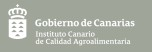 Gobierno de Canarias
Instituto Canario
de Calidad Agroalimentaria